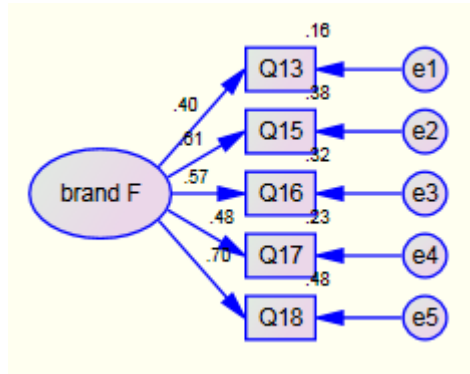 .16
Q13 e1
.40 .38
.61 Q15 e2
.32
.57 Q16 e3
brand F
.48 .23
Q17 e4
.70 .48
Q18 e5